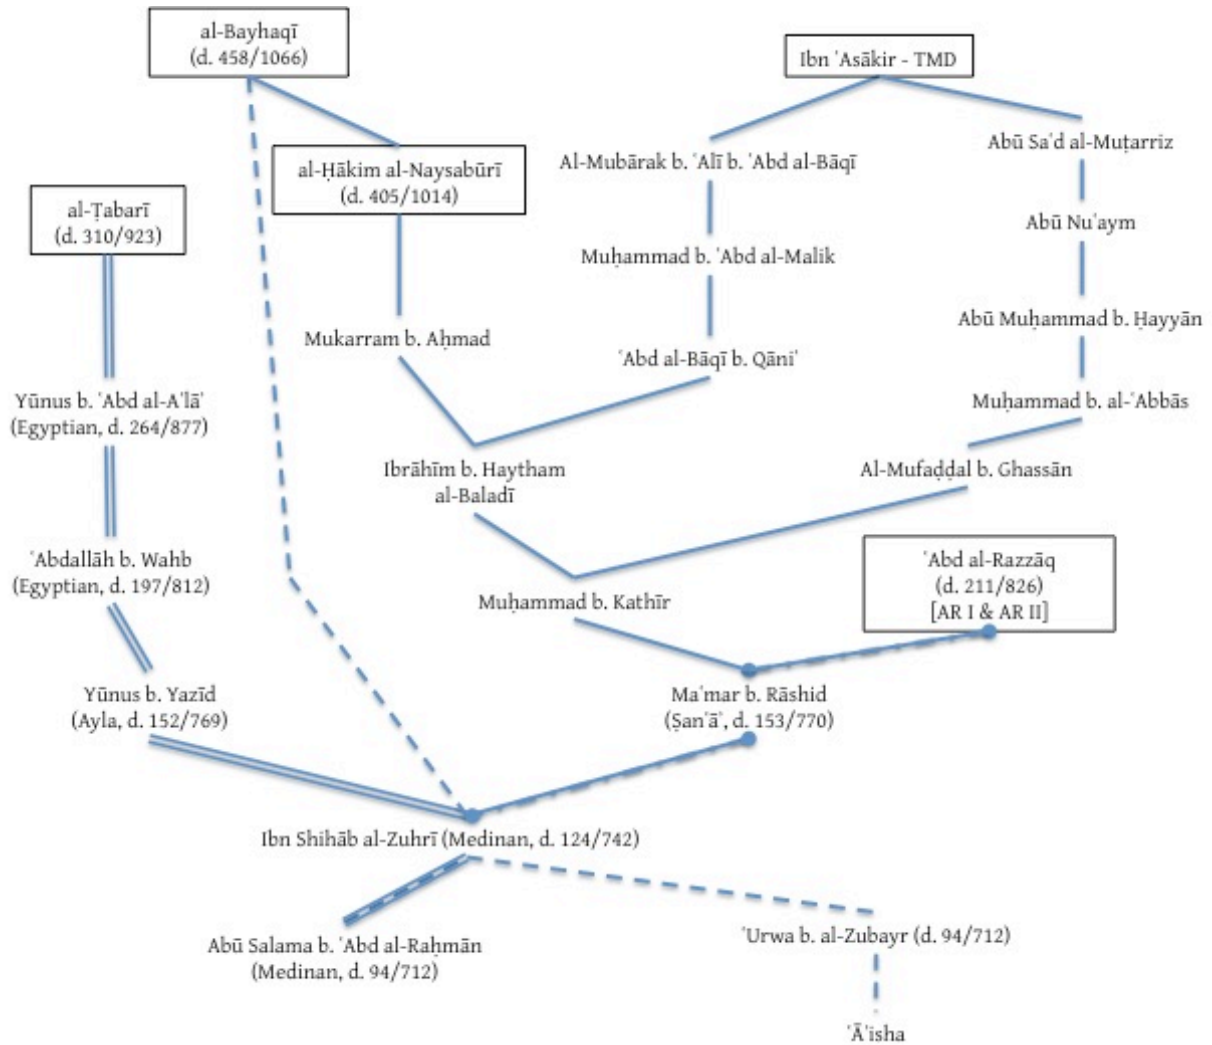 al-Bayhaqī
(d. 458/1066)
Ibn ʿAsākir - TMD
al-Ḥākim al-Naysabūrī
(d. 405/1014)
Al-Mubārak b. ʿAlī b. ʿAbd al-Bāqī
Abū Saʿd al-Muṭarriz
al-Ṭabarī
(d. 310/923)
Muḥammad b. ʿAbd al-Malik
Abū Nuʿaym
Mukarram b. Aḥmad
ʿAbd al-Bāqī b. Qāniʿ
Abū Muḥammad b. Ḥayyān
Yūnus b. ʿAbd al-Aʿlāʾ
(Egyptian, d. 264/877)
Muḥammad b. al-ʿAbbās
Ibrāhīm b. Haytham
al-Baladī
Al-Mufaḍḍal b. Ghassān
ʿAbdallāh b. Wahb
(Egyptian, d. 197/812)
Muḥammad b. Kathīr
ʿAbd al-Razzāq
(d. 211/826)
[AR I & AR II]
Yūnus b. Yazīd
(Ayla, d. 152/769)
Maʿmar b. Rāshid
(Ṣanʿāʾ, d. 153/770)
Ibn Shihāb al-Zuhrī (Medinan, d. 124/742)
Abū Salama b. ʿAbd al-Raḥmān
(Medinan, d. 94/712)
ʿUrwa b. al-Zubayr (d. 94/712)
ʿĀʾisha